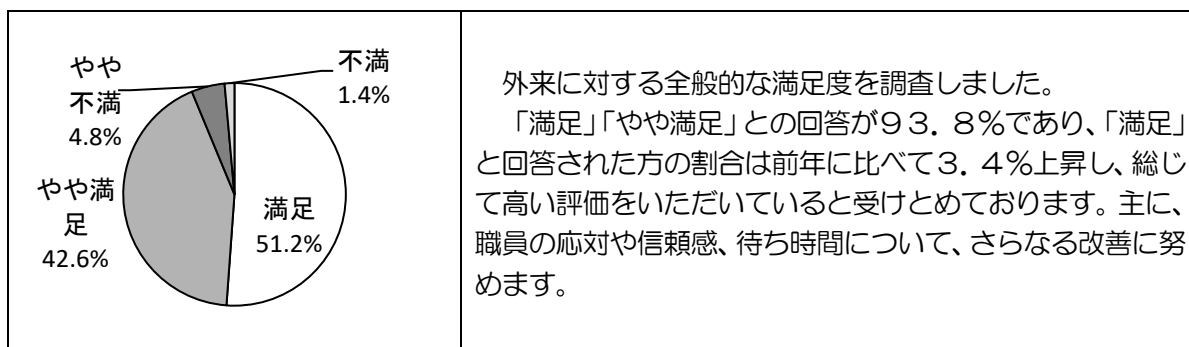 やや
不満
4.8%
不満
1.4%
やや満
足
42.6%
満足
51.2%
外来に対する全般的な満足度を調査しました。
「満足」「やや満足」との回答が93.8%であり、「満足」
と回答された方の割合は前年に比べて3.4%上昇し、総じ
て高い評価をいただいていると受けとめております。主に、
職員の応対や信頼感、待ち時間について、さらなる改善に努
めます。